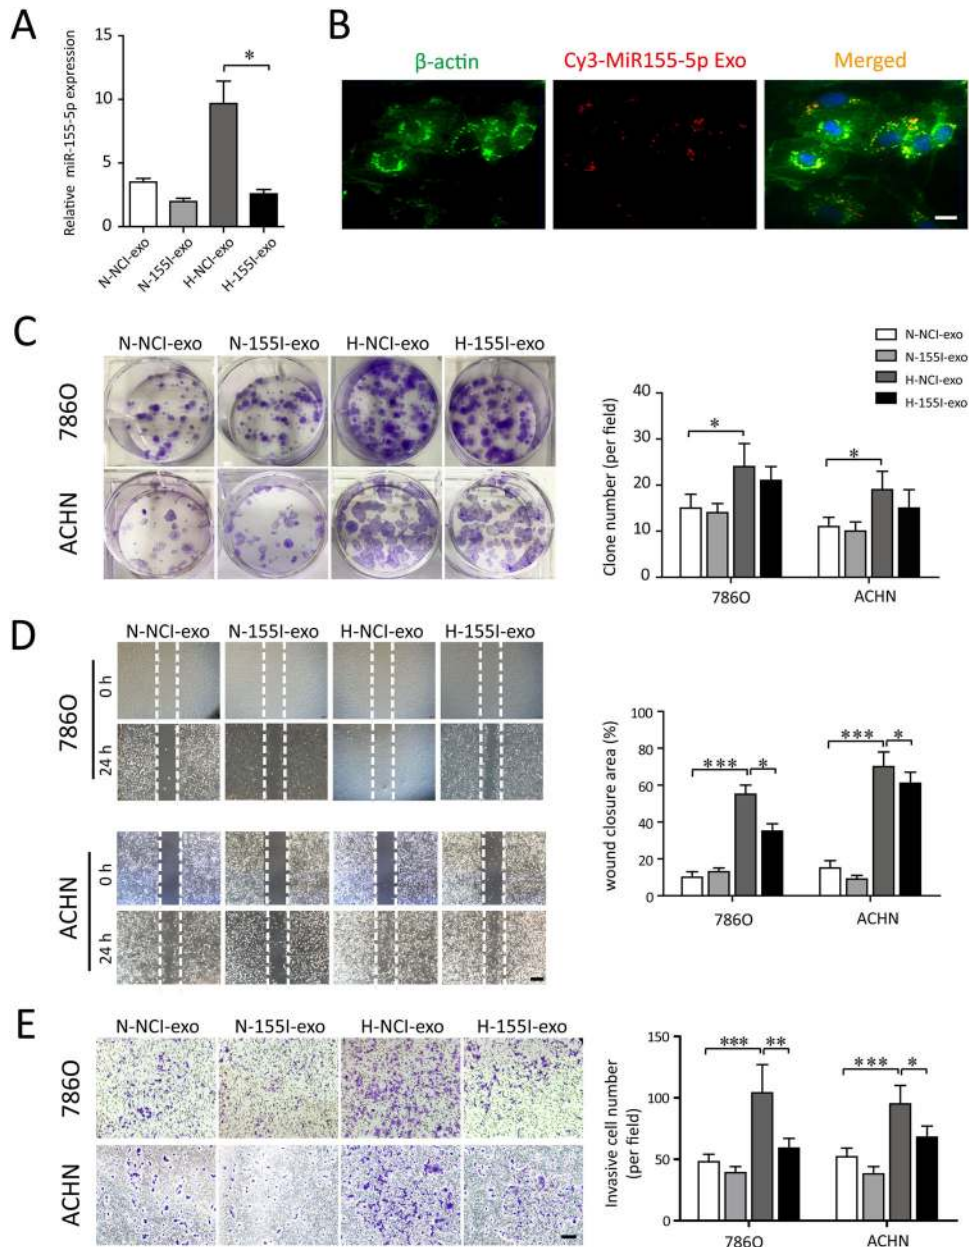 A
Relative miR-155-5p expression
15
10
5
0
*
N-NCI-exo
N-155I-exo
H-NCI-exo
H-155I-exo
B
β-actin
Cy3-MiR155-5p Exo
Merged
C
N-NCI-exo N-155I-exo H-NCI-exo H-155I-exo
786O
ACHN
Clone number (per field)
40
30
20
10
0
*
*
786O
ACHN
N-NCI-exo
N-155I-exo
H-NCI-exo
H-155I-exo
D
N-NCI-exo N-155I-exo H-NCI-exo H-155I-exo
786O
0 h
24 h
ACHN
0 h
24 h
wound closure area (%)
100
80
60
40
20
0
*** *
*** *
786O
ACHN
E
N-NCI-exo N-155I-exo H-NCI-exo H-155I-exo
786O
ACHN
Invasive cell number
(per field)
150
100
50
0
*** **
*** *
786O
ACHN